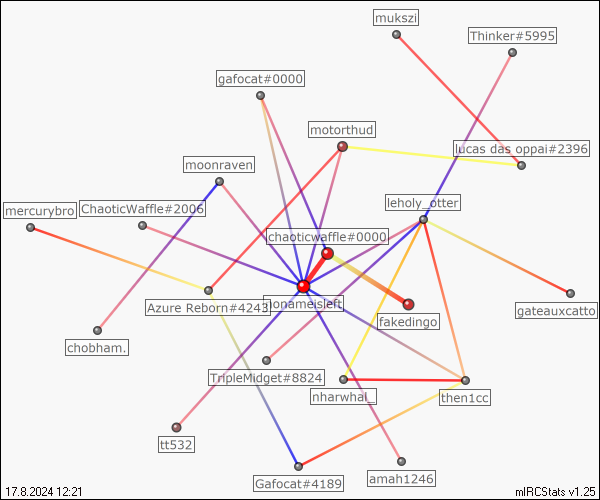 mukszi
Thinker#5995
gafocat#0000
motorthud
lucas das oppai#2396
moonraven
leholy_otter
mercurybro
ChaoticWaffle#2006
chaoticwaffle#0000
Azure Reborn#4243
nonameisleft
gateauxcatto
fakedingo
chobham.
TripleMidget#8824
nharwhal_
then1cc
tt532
Gafocat#4189
amah1246
17.8.2024 12:21
mIRCStats v1.25